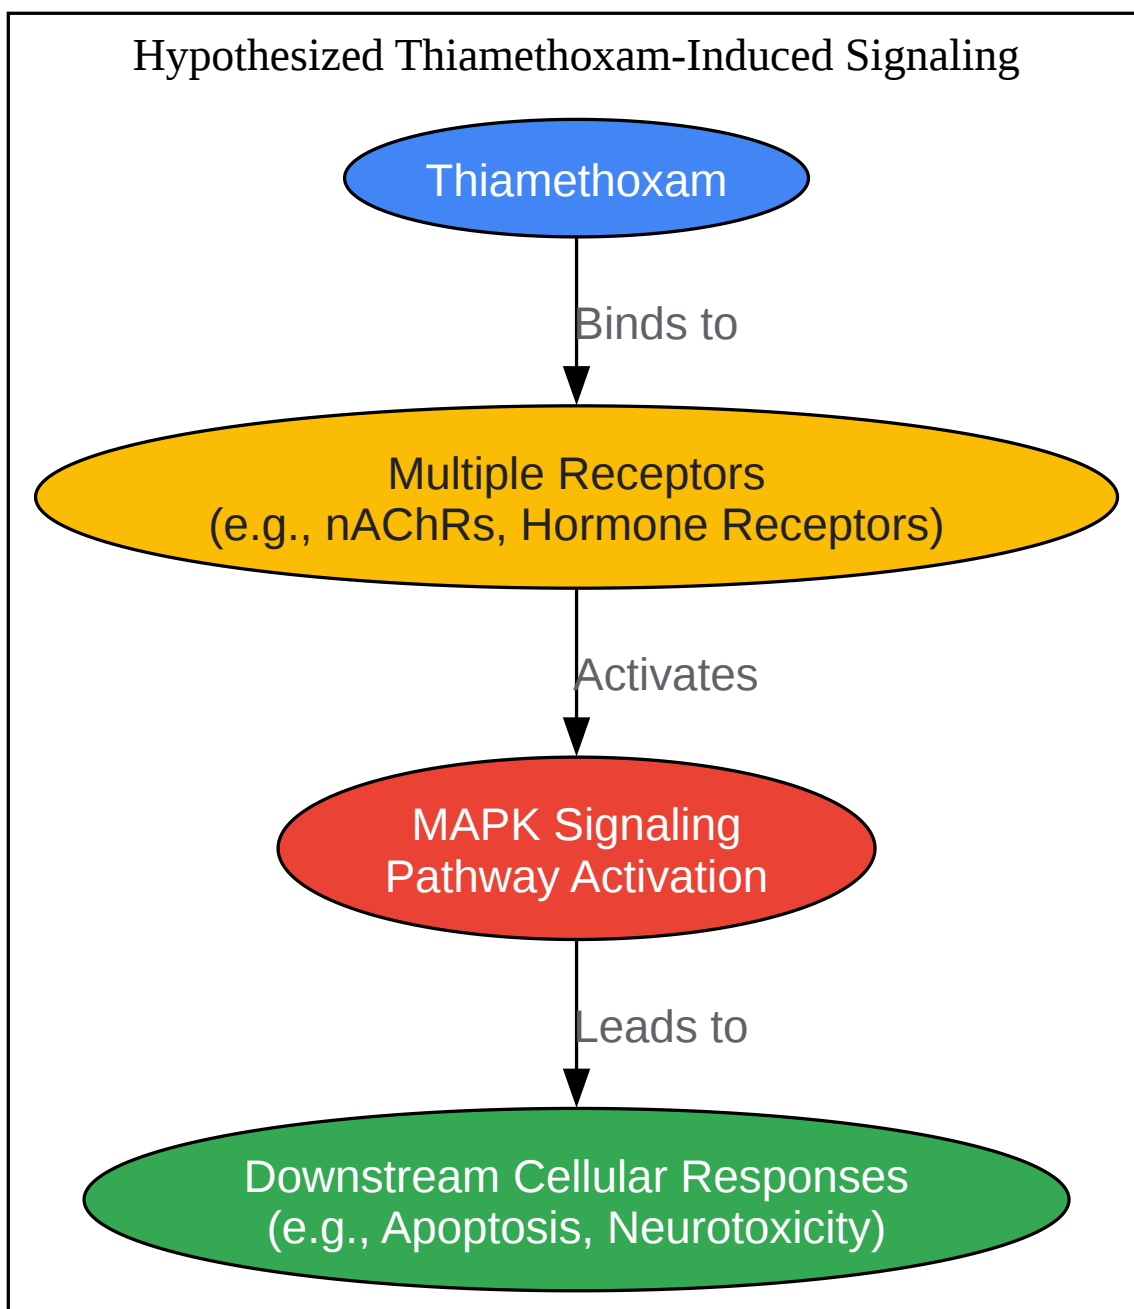 Hypothesized Thiamethoxam-Induced Signaling
Thiamethoxam
Binds to
Multiple Receptors
(e.g., nAChRs, Hormone Receptors)
Activates
MAPK Signaling
Pathway Activation
Leads to
Downstream Cellular Responses
(e.g., Apoptosis, Neurotoxicity)